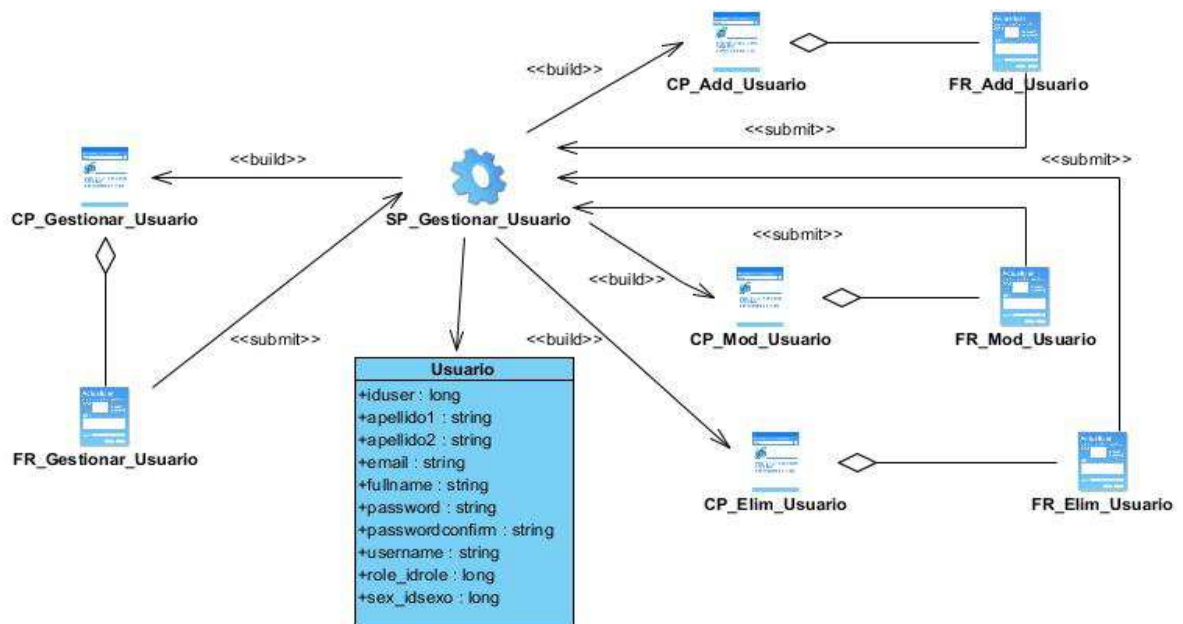 <<build>>
CP_Add_Usuario
FR_Add_Usuario
<<submit>>
<<build>>
<<submit>>
CP_Gestionar_Usuario
SP_Gestionar_Usuario
<<submit>>
<<build>>
CP_Mod_Usuario
FR_Mod_Usuario
<<submit>>
<<build>>
FR_Gestionar_Usuario
Usuario
+iduser : long
+apellido1 : string
+apellido2 : string
+email : string
+fullname : string
+password : string
+passwordconfirm : string
+username : string
+role_idrole : long
+sex_idsexo : long
CP_Elim_Usuario
FR_Elim_Usuario